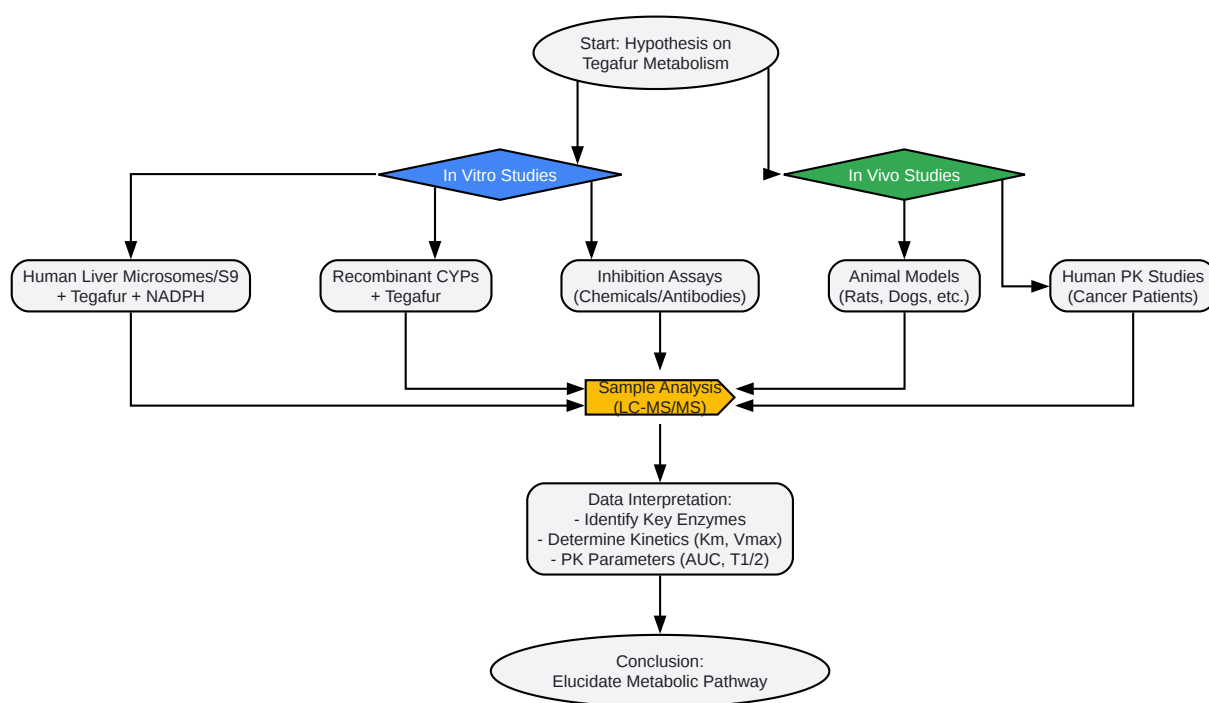 Start: Hypothesis on
Tegafur Metabolism
In Vitro Studies
In Vivo Studies
Human Liver Microsomes/S9
+ Tegafur + NADPH
Recombinant CYPs
+ Tegafur
Inhibition Assays
(Chemicals/Antibodies)
Animal Models
(Rats, Dogs, etc.)
Human PK Studies
(Cancer Patients)
Sample Analysis
(LC-MS/MS)
Data Interpretation:
- Identify Key Enzymes
- Determine Kinetics (Km, Vmax)
- PK Parameters (AUC, T1/2)
Conclusion:
Elucidate Metabolic Pathway